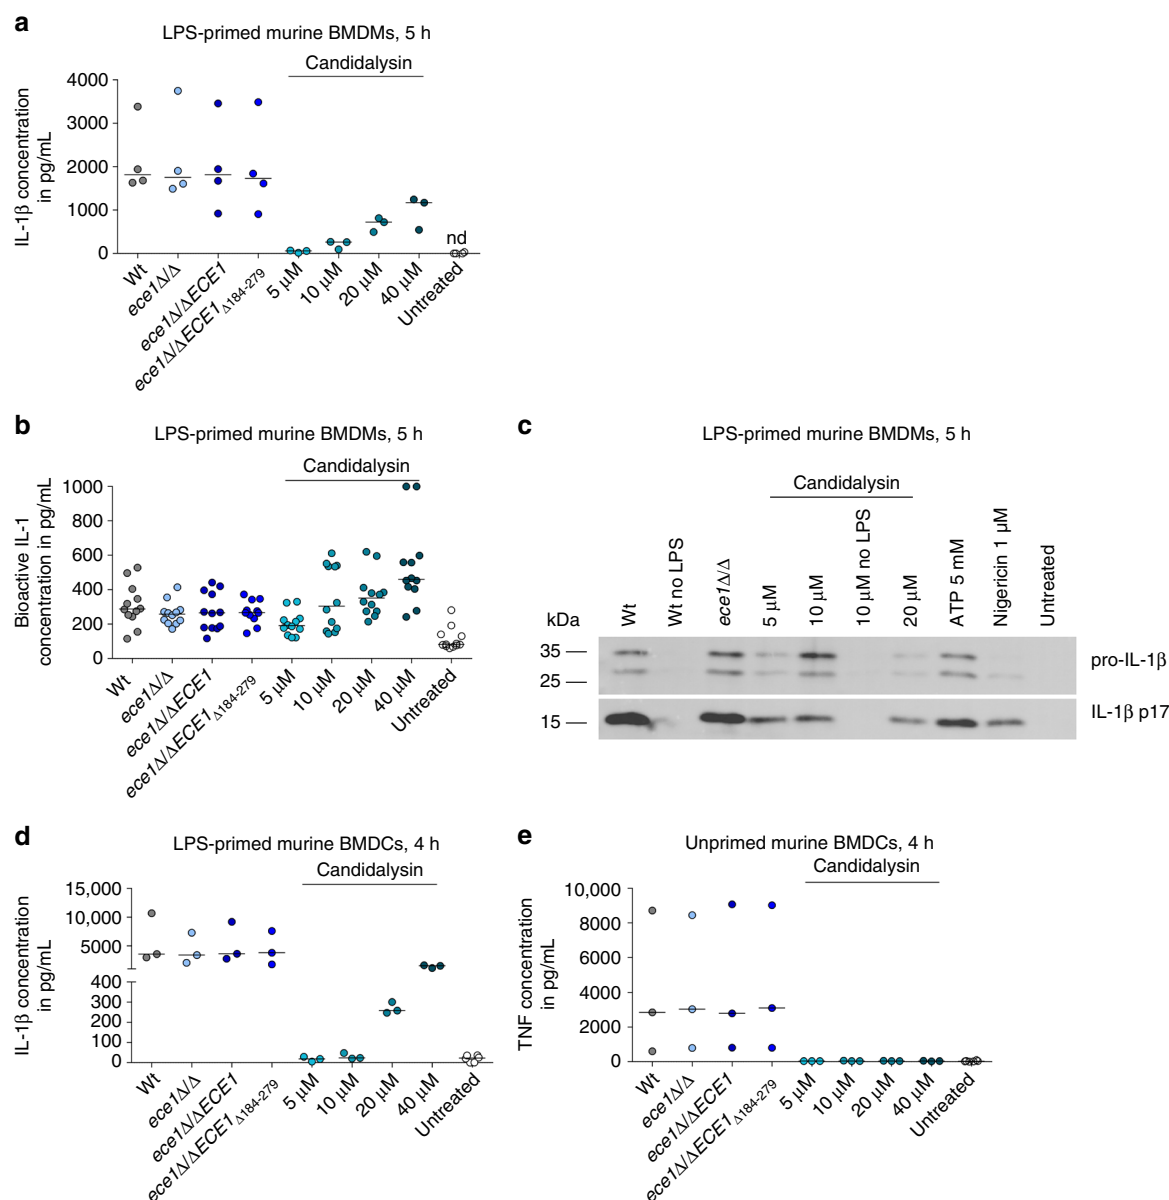 a
LPS-primed murine BMDMs, 5 h
Candidalysin
IL-1β concentration
in pg/mL
4000
3000
2000
1000
0
nd
Wt
ece1Δ/Δ
ece1Δ/ΔECE1
ece1Δ/ΔECE1Δ184-279
5 μM
10 μM
20 μM
40 μM
Untreated
b
LPS-primed murine BMDMs, 5 h
Candidalysin
Bioactive IL-1
concentration in pg/mL
1000
800
600
400
200
0
Wt
ece1Δ/Δ
ece1Δ/ΔECE1
ece1Δ/ΔECE1Δ184-279
5 μM
10 μM
20 μM
40 μM
Untreated
c
LPS-primed murine BMDMs, 5 h
Candidalysin
Wt
Wt no LPS
ece1Δ/Δ
5 μM
10 μM
10 μM no LPS
20 μM
ATP 5 mM
Nigericin 1 μM
Untreated
kDa
35
25
15
pro-IL-1β
IL-1β p17
d
LPS-primed murine BMDCs, 4 h
Candidalysin
IL-1β concentration
in pg/mL
15,000
10,000
5000
400
300
200
100
0
Wt
ece1Δ/Δ
ece1Δ/ΔECE1
ece1Δ/ΔECE1Δ184-279
5 μM
10 μM
20 μM
40 μM
Untreated
e
Unprimed murine BMDCs, 4 h
Candidalysin
TNF concentration
in pg/mL
10,000
8000
6000
4000
2000
0
Wt
ece1Δ/Δ
ece1Δ/ΔECE1
ece1Δ/ΔECE1Δ184-279
5 μM
10 μM
20 μM
40 μM
Untreated